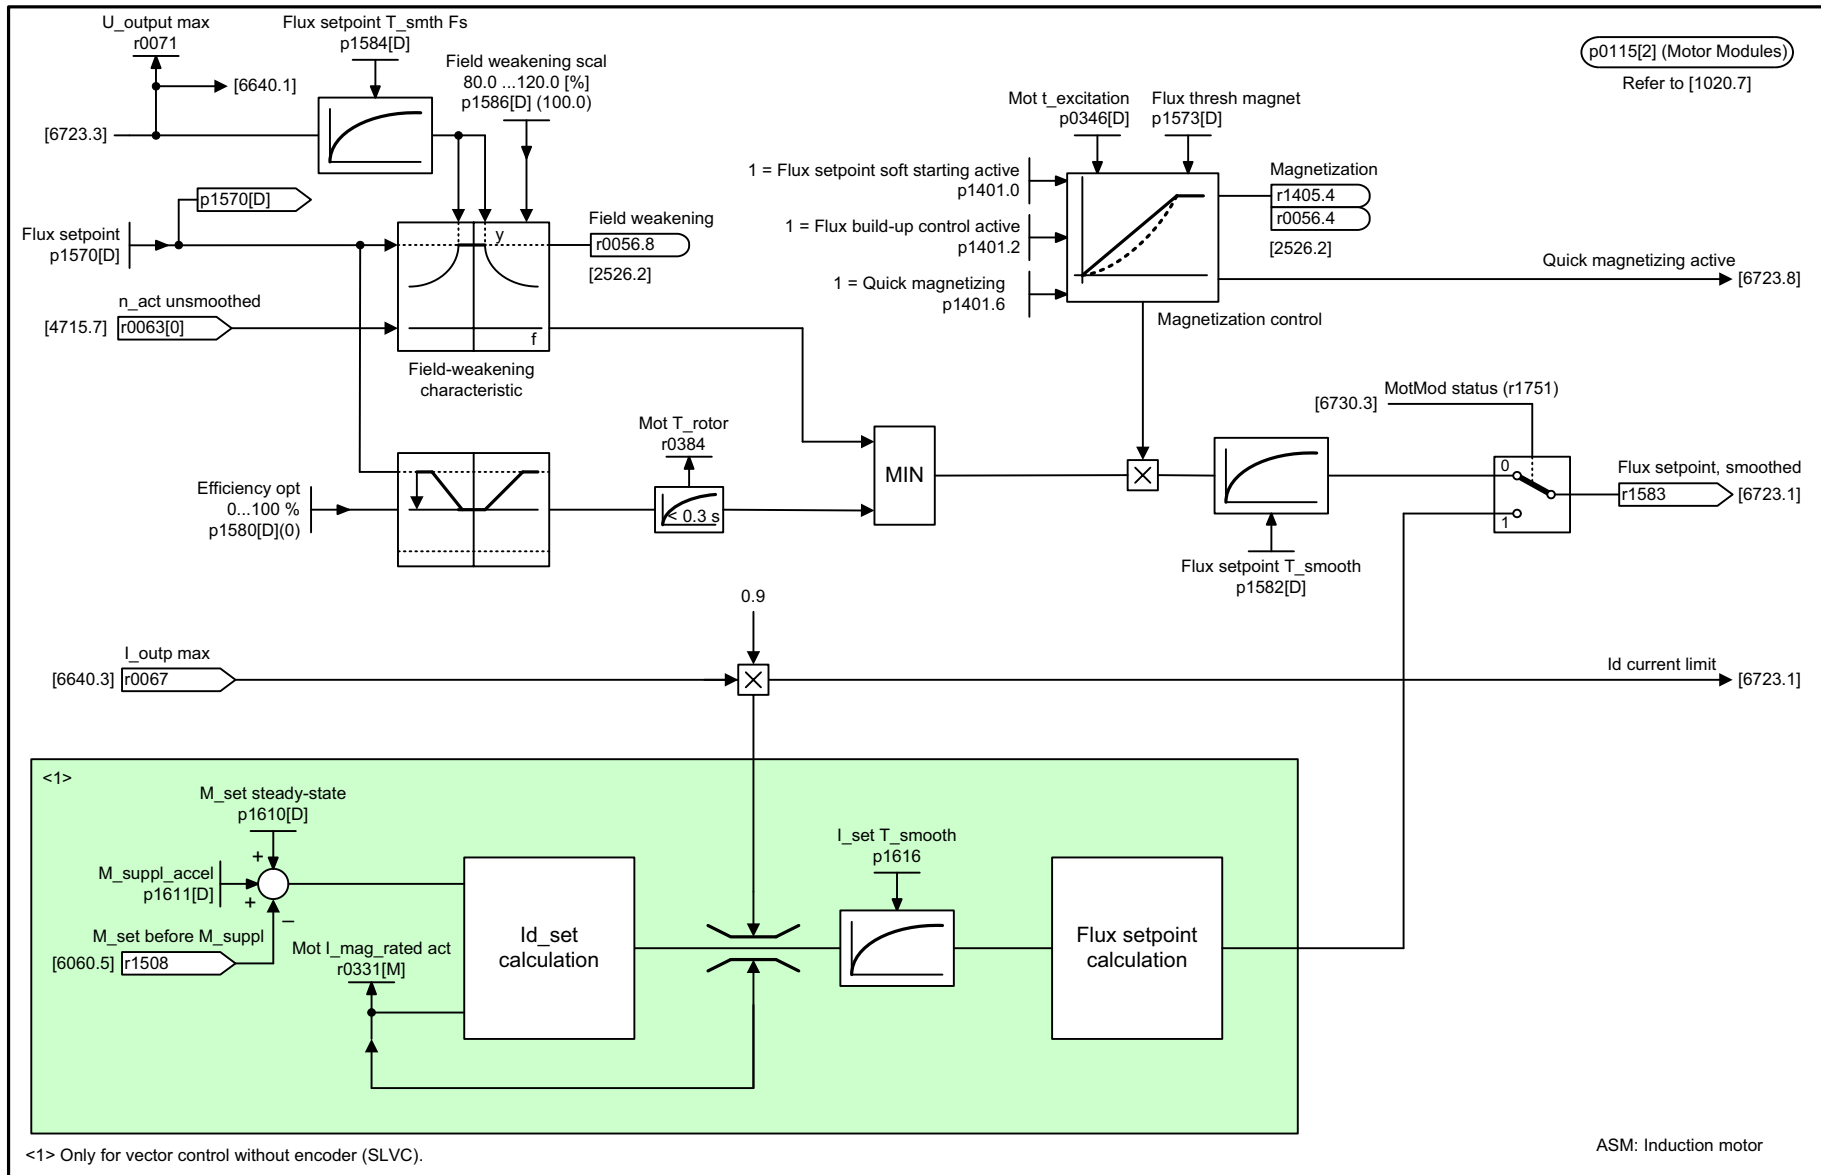 U_output max
r0071
[6640.1]
[6723.3]
Flux setpoint T_smth Fs
p1584[D]
Field weakening scal
80.0 ...120.0 [%]
p1586[D] (100.0)
p0115[2] (Motor Modules)
Refer to [1020.7]
Mot t_excitation
p0346[D]
Flux thresh magnet
p1573[D]
1 = Flux setpoint soft starting active
p1401.0
1 = Flux build-up control active
p1401.2
1 = Quick magnetizing
p1401.6
Magnetization
r1405.4
r0056.4
[2526.2]
Quick magnetizing active
[6723.8]
Magnetization control
p1570[D]
Flux setpoint
p1570[D]
y
f
Field weakening
r0056.8
[2526.2]
n_act unsmoothed
[4715.7]
r0063[0]
Field-weakening
characteristic
Mot T_rotor
r0384
< 0.3 s
Efficiency opt
0...100 %
p1580[D](0)
MIN
Flux setpoint T_smooth
p1582[D]
MotMod status (r1751)
[6730.3]
0
1
Flux setpoint, smoothed
r1583
[6723.1]
0.9
I_outp max
[6640.3]
r0067
Id current limit
[6723.1]
<1>
M_set steady-state
p1610[D]
+
M_suppl_accel
p1611[D]
+
–
M_set before M_suppl
[6060.5]
r1508
Mot I_mag_rated act
r0331[M]
Id_set
calculation
I_set T_smooth
p1616
Flux setpoint
calculation
<1> Only for vector control without encoder (SLVC).
ASM: Induction motor